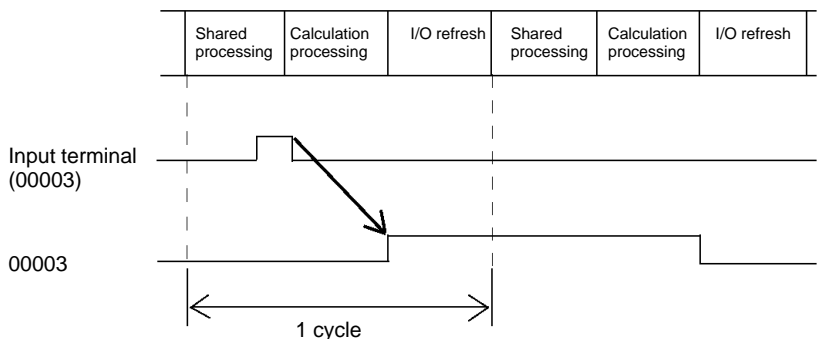 Shared
processing
Calculation
processing
I/O refresh
Shared
processing
Calculation
processing
I/O refresh
Input terminal
(00003)
00003
1 cycle